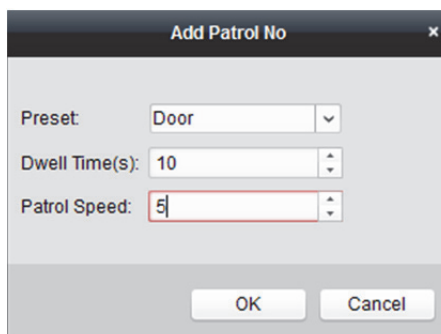 Add Patrol No ×
Preset: Door
Dwell Time(s): 10
Patrol Speed: 5
OK Cancel